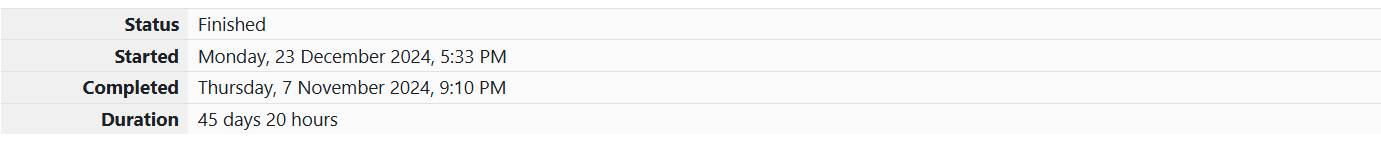 Status Finished
Started Monday, 23 December 2024, 5:33 PM
Completed Thursday, 7 November 2024, 9:10 PM
Duration 45 days 20 hours